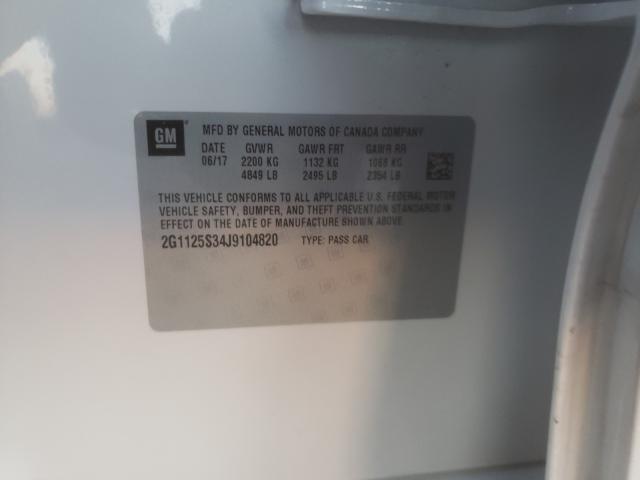 GM
MFD BY GENERAL MOTORS OF CANADA COMPANY
DATE GVWR GAWR FRT GAWR RR
06/17 2200 KG 1132 KG 1068 KG
4849 LB 2495 LB 2354 LB
THIS VEHICLE CONFORMS TO ALL APPLICABLE U.S. FEDERAL MOTOR
VEHICLE SAFETY, BUMPER, AND THEFT PREVENTION STANDARDS IN
EFFECT ON THE DATE OF MANUFACTURE SHOWN ABOVE.
2G1125S34J9104820 TYPE: PASS CAR